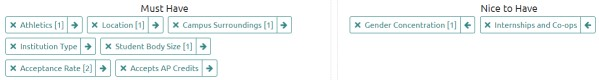 Must Have
✕ Athletics [1] → ✕ Location [1] → ✕ Campus Surroundings [1] →
✕ Institution Type → ✕ Student Body Size [1] →
✕ Acceptance Rate [2] → ✕ Accepts AP Credits →
Nice to Have
✕ Gender Concentration [1] ← ✕ Internships and Co-ops ←